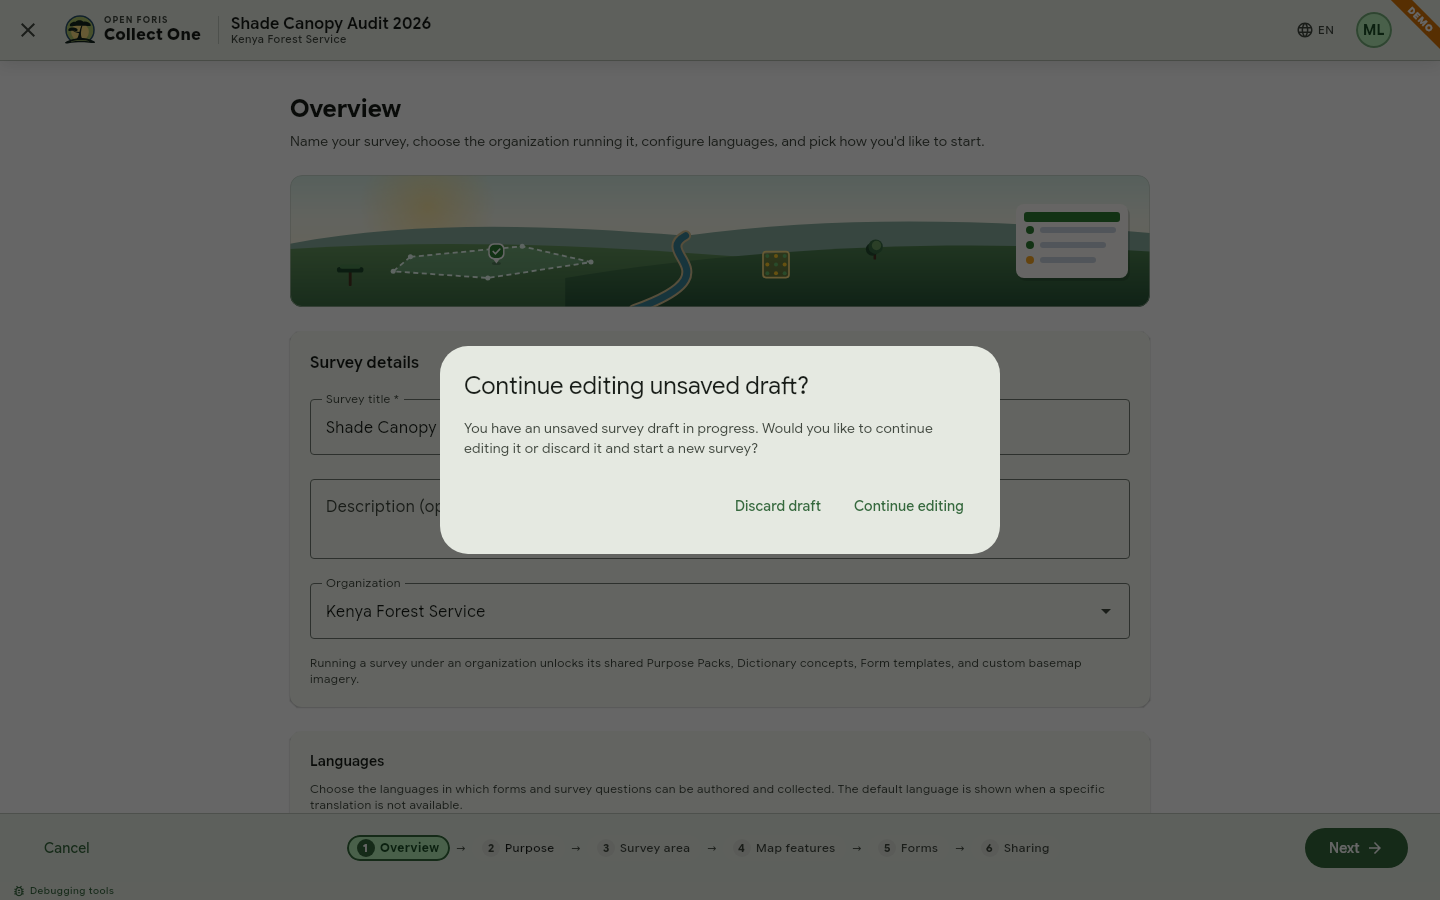 OPEN FORIS
Collect One
Shade Canopy Audit 2026
Kenya Forest Service
EN
ML
DEMO
Overview
Name your survey, choose the organization running it, configure languages, and pick how you'd like to start.
Survey details
Survey title *
Shade Canopy
Continue editing unsaved draft?
You have an unsaved survey draft in progress. Would you like to continue
editing it or discard it and start a new survey?
Discard draft
Continue editing
Description (op
Organization
Kenya Forest Service
Running a survey under an organization unlocks its shared Purpose Packs, Dictionary concepts, Form templates, and custom basemap
imagery.
Languages
Choose the languages in which forms and survey questions can be authored and collected. The default language is shown when a specific
translation is not available.
Cancel
1 Overview → 2 Purpose → 3 Survey area → 4 Map features → 5 Forms → 6 Sharing
Next →
Debugging tools